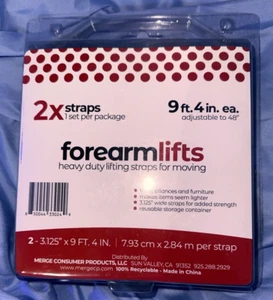 2x straps
1 set per package
9 ft. 4 in. ea.
adjustable to 48"
forearmlifts
heavy duty lifting straps for moving
appliances and furniture
items seem lighter
3.125" wide straps for added strength
reusable storage container
2 - 3.125" x 9 FT. 4 IN. | 7.93 cm x 2.84 m per strap
Distributed By
MERGE CONSUMER PRODUCTS, LLC SUN VALLEY, CA 91352 925.288.2929
www.mergecp.com 100% Recyclable - Made in China